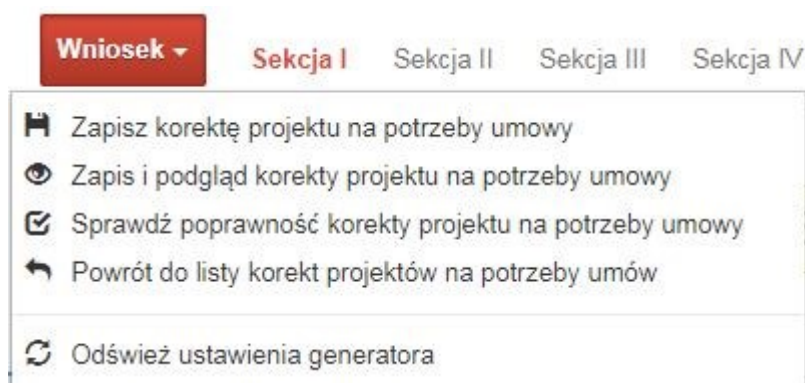 Wniosek Sekcja I Sekcja II Sekcja III Sekcja IV
Zapisz korektę projektu na potrzeby umowy
Zapis i podgląd korekty projektu na potrzeby umowy
Sprawdź poprawność korekty projektu na potrzeby umowy
Powrót do listy korekt projektów na potrzeby umów
Odśwież ustawienia generatora